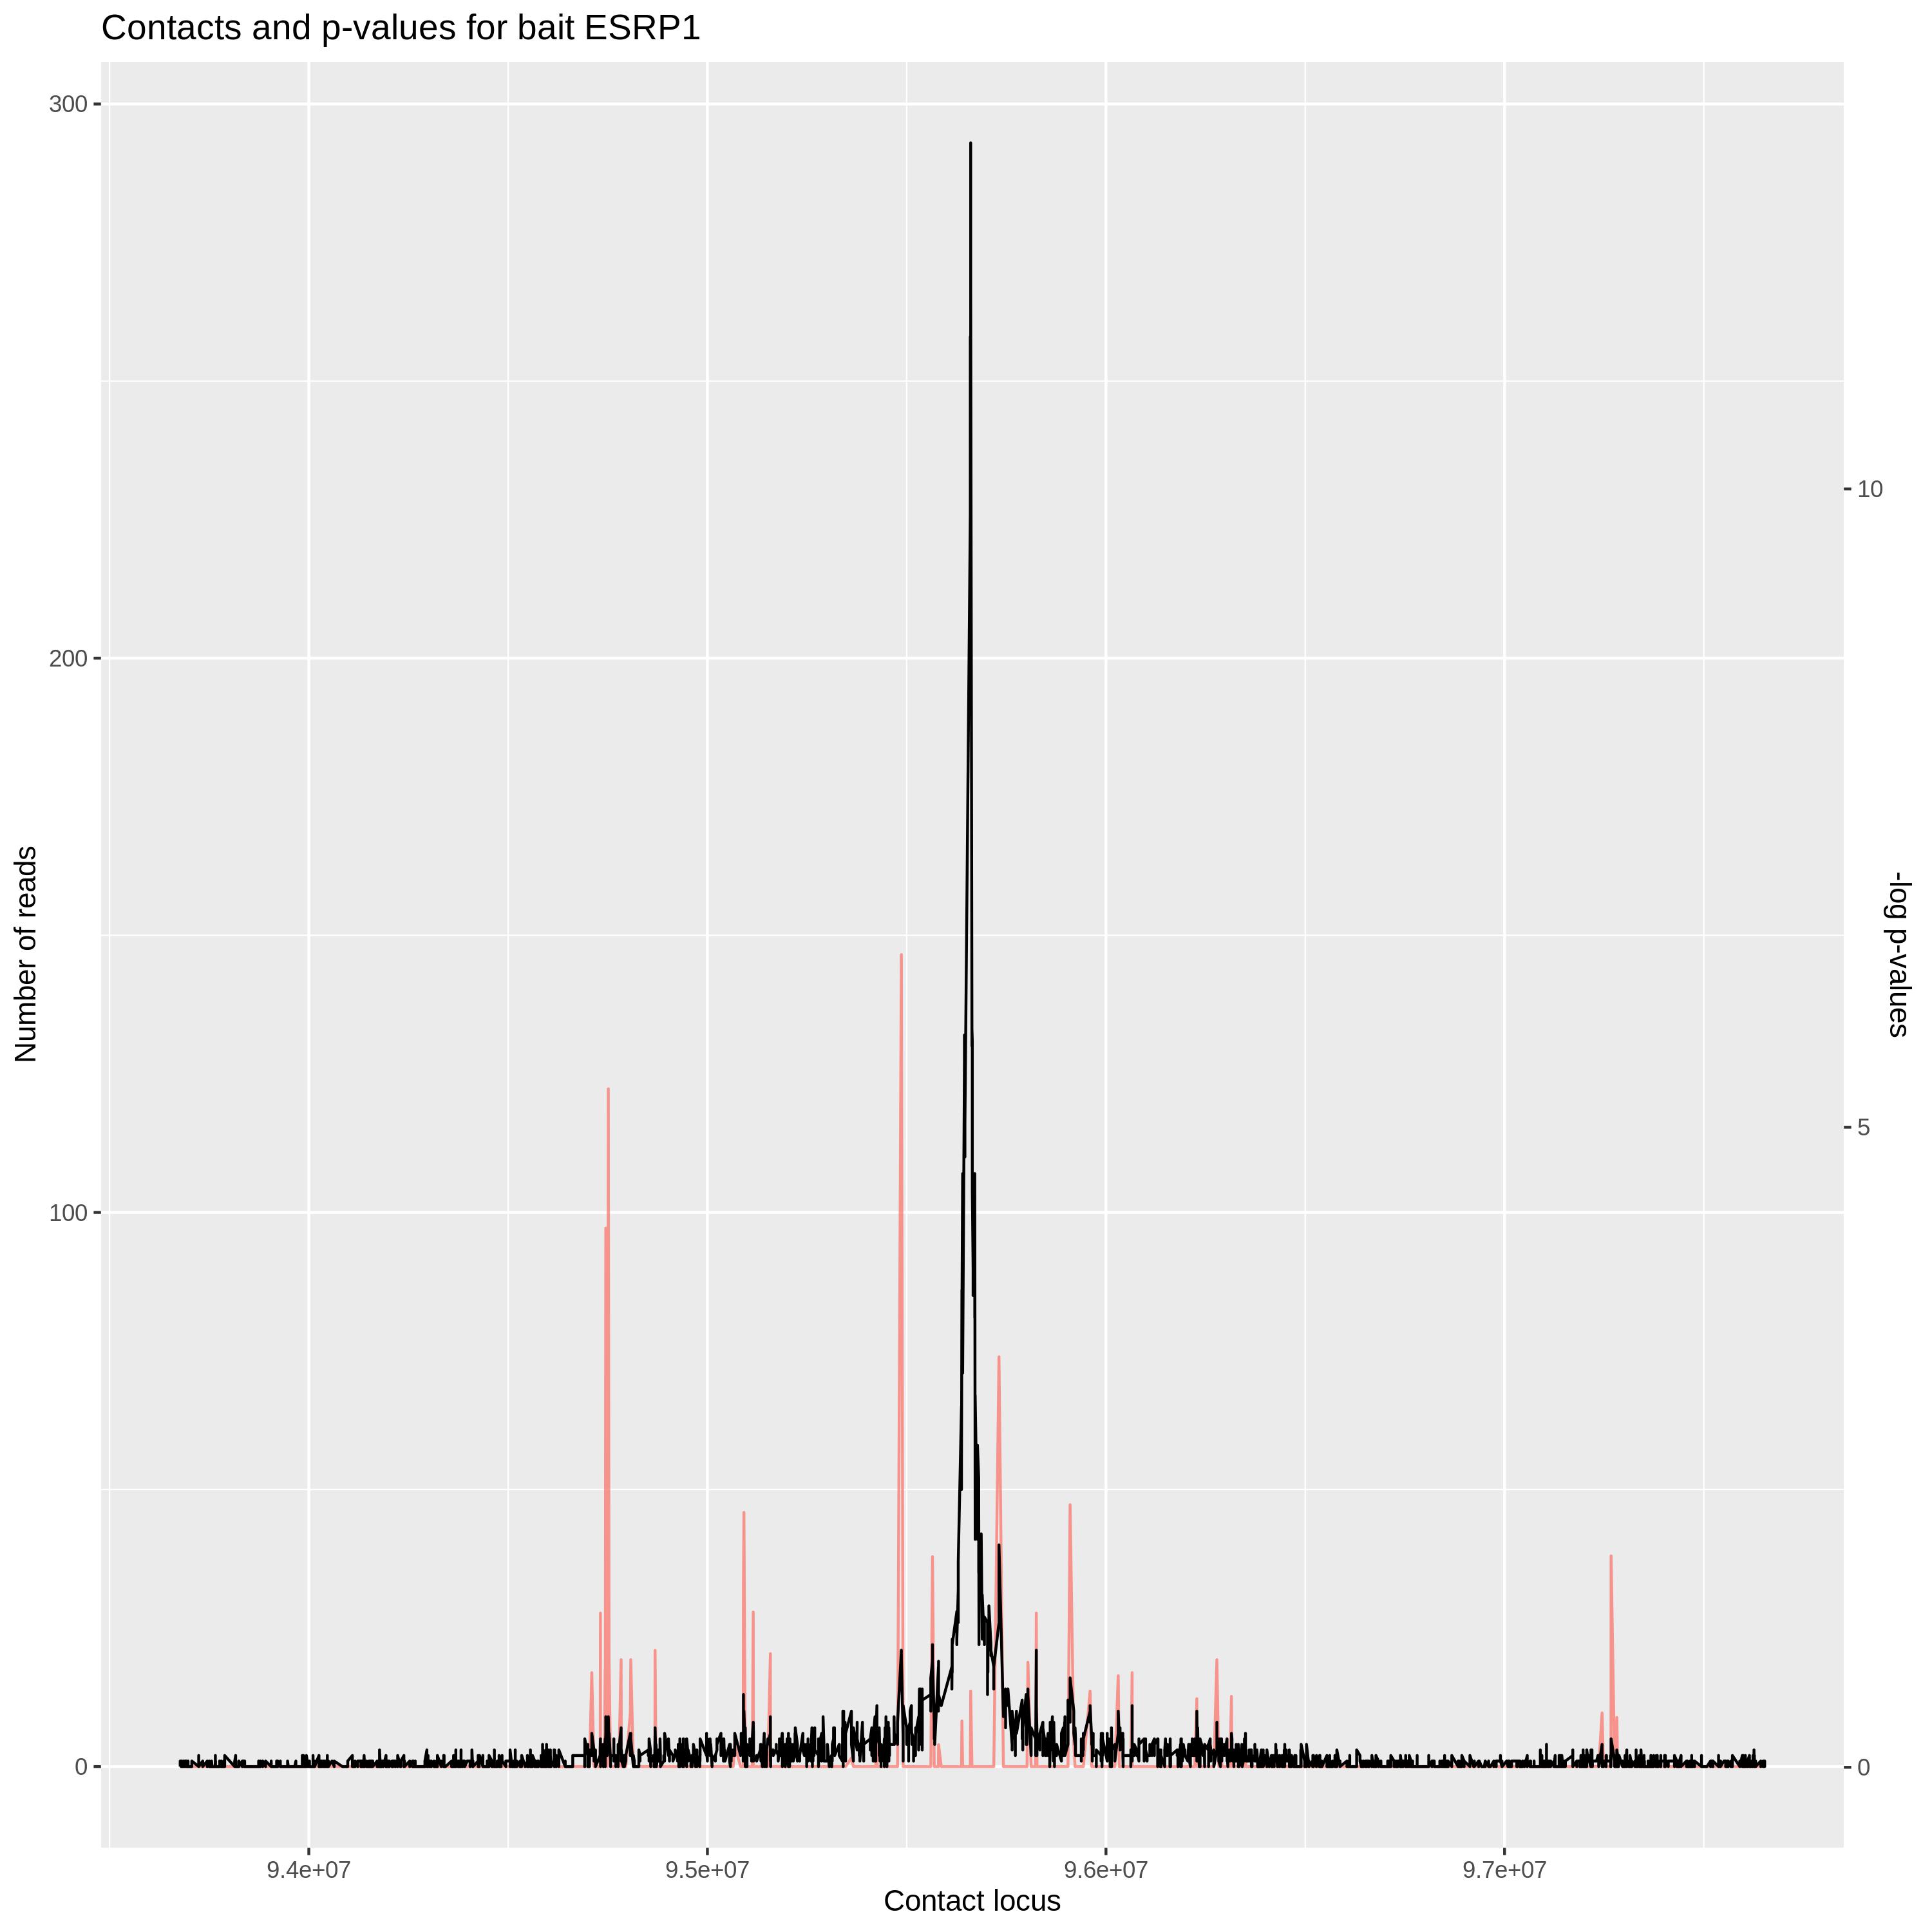 Contacts and p-values for bait ESRP1
300
200
100
0
Number of reads
10
5
0
-log p-values
9.4e+07
9.5e+07
9.6e+07
9.7e+07
Contact locus